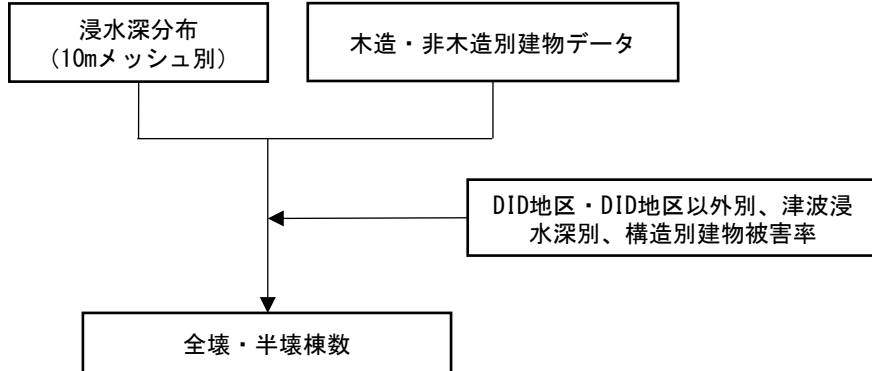 浸水深分布
(10mメッシュ別)
木造・非木造別建物データ
DID地区・DID地区以外別、津波浸
水深別、構造別建物被害率
全壊・半壊棟数